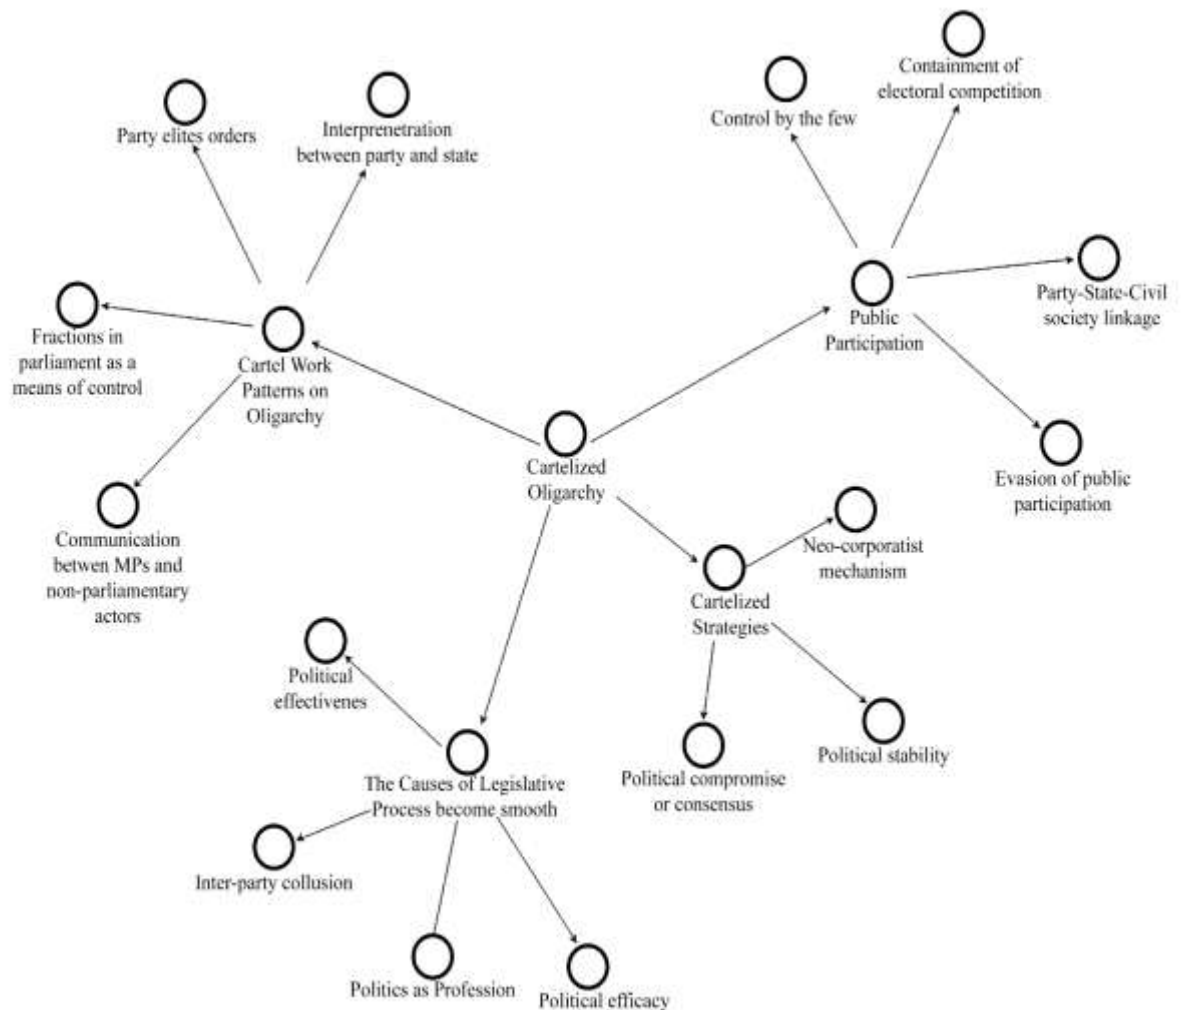 Containment of
electoral competition
Control by the few
Party elites orders
Interprenetration
between party and state
Party-State-Civil
society linkage
Public
Participation
Fractions in
parliament as a
means of control
Cartel Work
Patterns on
Oligarchy
Cartelized
Oligarchy
Evasion of public
participation
Communication
betwen MPs and
non-parliamentary
actors
Neo-corporatist
mechanism
Cartelized
Strategies
Political
effectivenes
Political stability
Political compromise
or consensus
The Causes of Legislative
Process become smooth
Inter-party collusion
Politics as Profession
Political efficacy